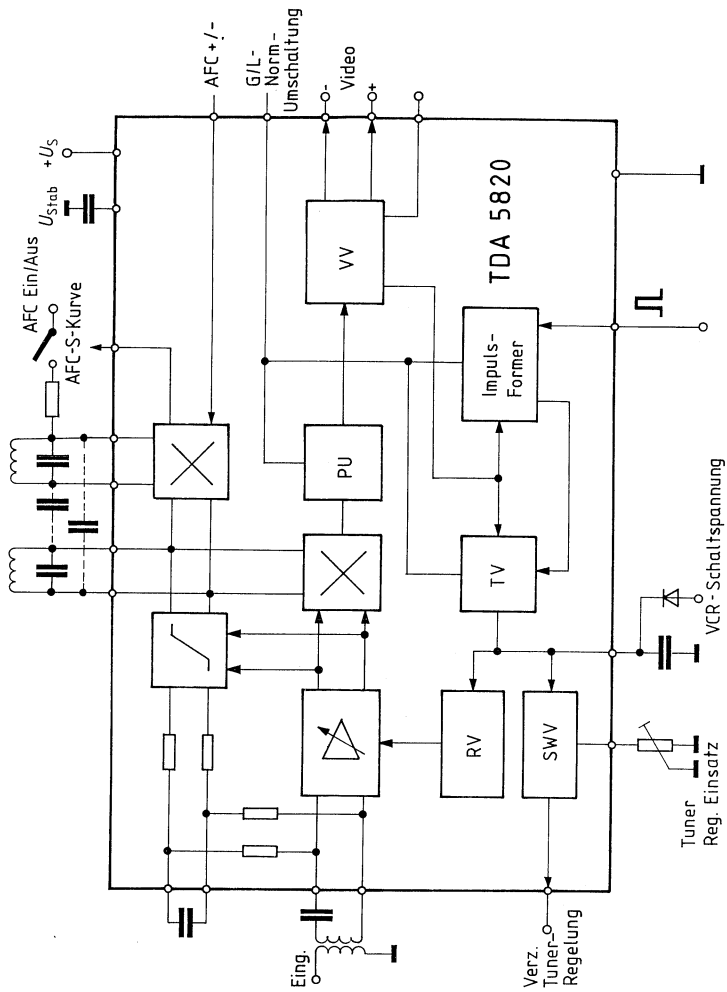 AFC Ein/Aus
AFC-S-Kurve
U_Stab
+U_S
AFC +/-
G/L-
Norm-
Umschaltung
-
Video
+
VV
PU
TDA 5820
Impuls-
Former
TV
RV
SWV
Eing.
Verz.
Tuner-
Regelung
Tuner
Reg. Einsatz
VCR-Schaltspannung